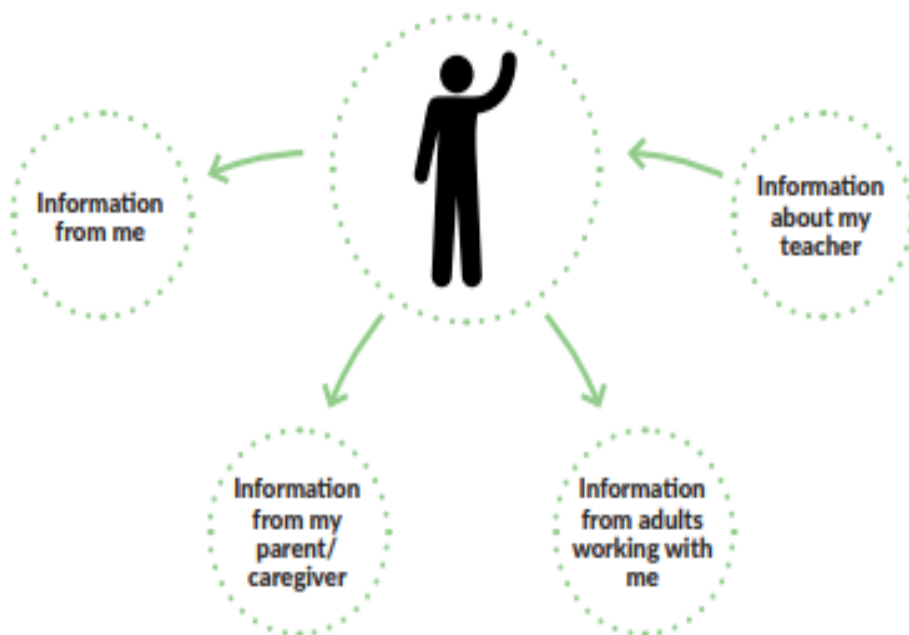 Information
from me
Information
about my
teacher
Information
from my
parent/
caregiver
Information
from adults
working with
me